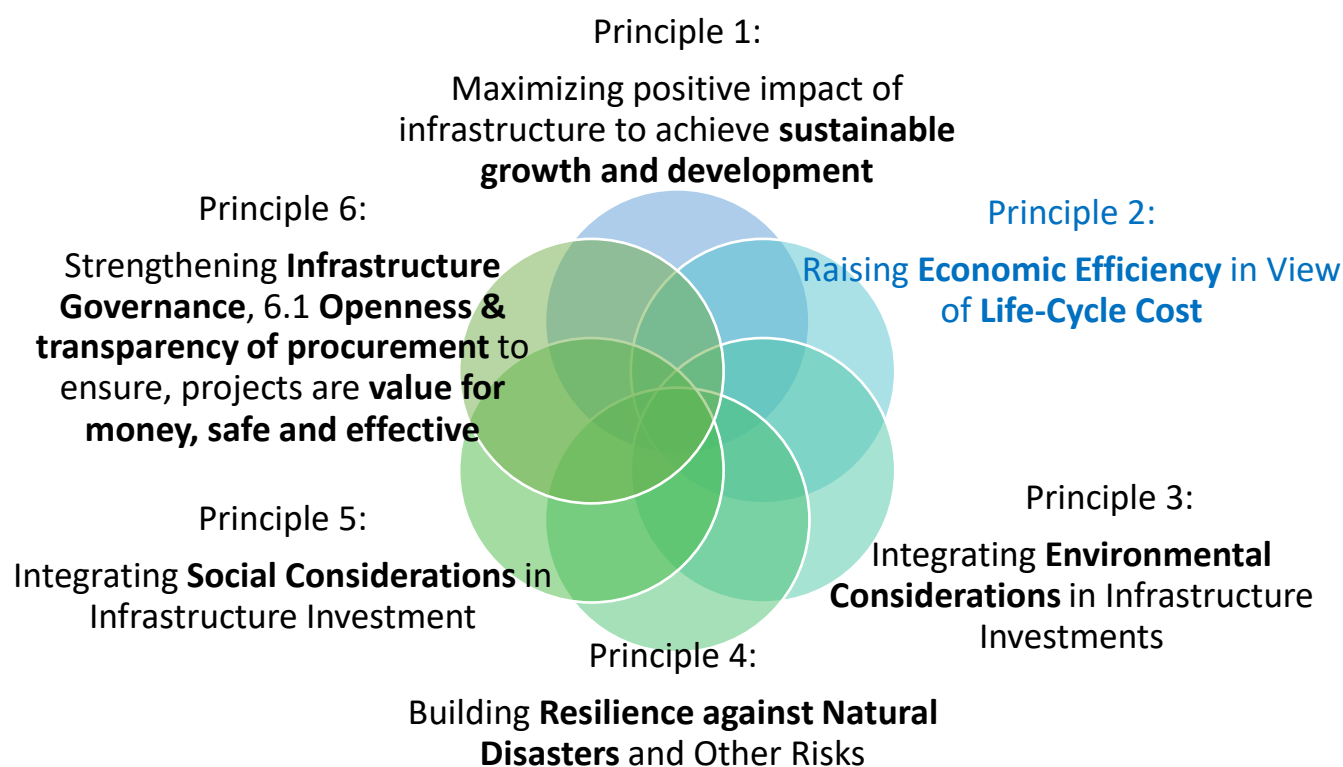 Principle 1:
Maximizing positive impact of
infrastructure to achieve sustainable
growth and development
Principle 2:
Raising Economic Efficiency in View
of Life-Cycle Cost
Principle 3:
Integrating Environmental
Considerations in Infrastructure
Investments
Principle 4:
Building Resilience against Natural
Disasters and Other Risks
Principle 5:
Integrating Social Considerations in
Infrastructure Investment
Principle 6:
Strengthening Infrastructure
Governance, 6.1 Openness &
transparency of procurement to
ensure, projects are value for
money, safe and effective